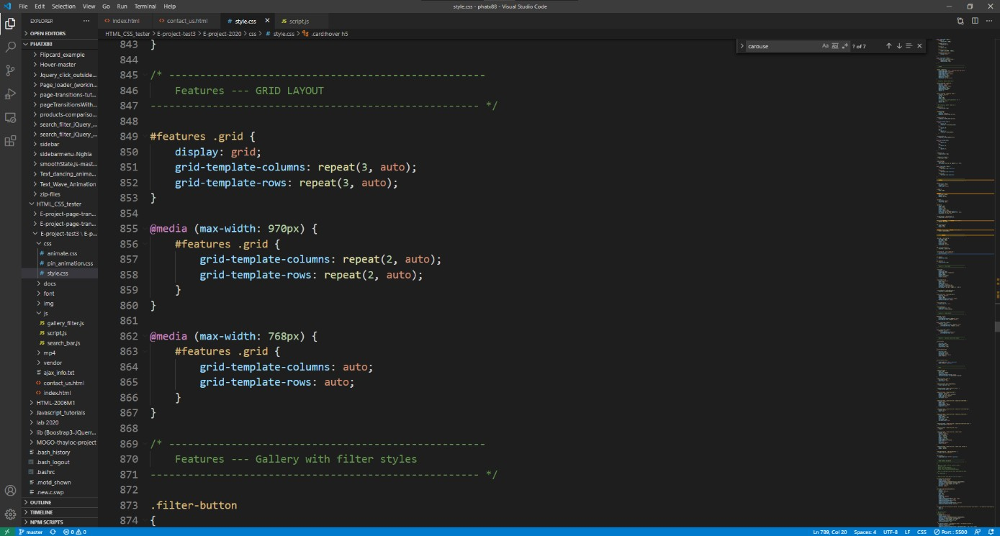 File Edit Selection View Go Run Terminal Help
style.css - phatx88 - Visual Studio Code
EXPLORER
index.html
contact_us.html
style.css
script.js
OPEN EDITORS
HTML_CSS_tester > E-project-test3 > E-project-2020 > css > # style.css > .card:hover h5
PHATX88
carouse
Aa
? of 7
Flipcard_example
Hover-master
Jquery_click_outside...
Page_loader_(workin...
page-transitions-tut...
pageTransitionsWith...
products-compariso...
search_filter_jQuery_...
search_filter_jQuery_...
sidebar
sidebarmenu-Nghia
smoothState.js-mast...
Text_dancing_anima...
Text_Wave_Animation
zip-files
HTML_CSS_tester
E-project-page-tran...
E-project-page-tran...
E-project-test3 \ E-p...
css
# animate.css
# pin_animation.css
# style.css
docs
font
img
js
JS gallery_filter.js
JS script.js
JS search_bar.js
mp4
vendor
ajax_info.txt
contact_us.html
index.html
HTML-2006M1
Javascript_tutorials
lab 2020
lib (Boostrap3-JQuerr...
MOGO-thayloc-project
.bash_history
.bash_logout
.bashrc
.motd_shown
.new.c.swp
OUTLINE
TIMELINE
NPM SCRIPTS
843 }
844
845 /* ---------------------------------------------------
846 Features --- GRID LAYOUT
847 ----------------------------------------------------- */
848
849 #features .grid {
850 display: grid;
851 grid-template-columns: repeat(3, auto);
852 grid-template-rows: repeat(3, auto);
853 }
854
855 @media (max-width: 970px) {
856 #features .grid {
857 grid-template-columns: repeat(2, auto);
858 grid-template-rows: repeat(2, auto);
859 }
860 }
861
862 @media (max-width: 768px) {
863 #features .grid {
864 grid-template-columns: auto;
865 grid-template-rows: auto;
866 }
867 }
868
869 /* ---------------------------------------------------
870 Features --- Gallery with filter styles
871 ----------------------------------------------------- */
872
873 .filter-button
874 {
master
0 0
Ln 789, Col 20 Spaces: 4 UTF-8 LF CSS Port : 5500